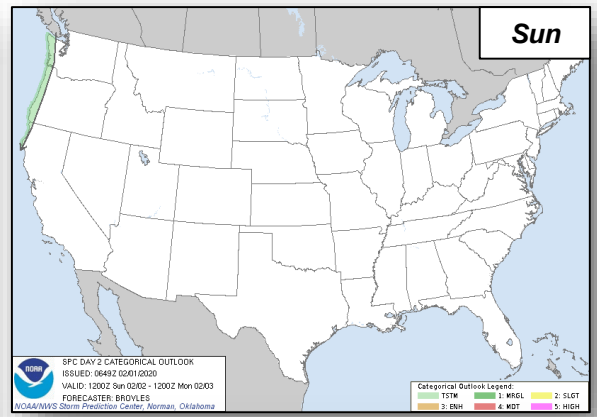 Sun
NOAA
SPC DAY 2 CATEGORICAL OUTLOOK
ISSUED: 0649Z 02/01/2020
VALID: 1200Z Sun 02/02 - 1200Z Mon 02/03
FORECASTER: BROYLES
NOAA/NWS Storm Prediction Center, Norman, Oklahoma
Categorical Outlook Legend:
TSTM 1: MRGL 2: SLGT
3: ENH 4: MDT 5: HIGH